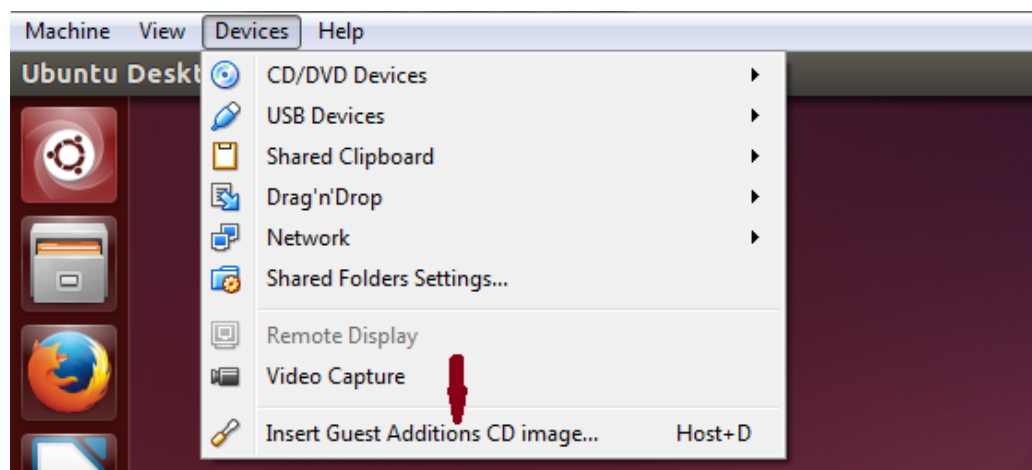 Machine View Devices Help
Ubuntu Deskt
CD/DVD Devices
USB Devices
Shared Clipboard
Drag'n'Drop
Network
Shared Folders Settings...
Remote Display
Video Capture
Insert Guest Additions CD image... Host+D